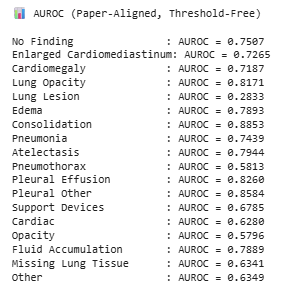 📊 AUROC (Paper-Aligned, Threshold-Free)
No Finding : AUROC = 0.7507
Enlarged Cardiomediastinum: AUROC = 0.7265
Cardiomegaly : AUROC = 0.7187
Lung Opacity : AUROC = 0.8171
Lung Lesion : AUROC = 0.2833
Edema : AUROC = 0.7893
Consolidation : AUROC = 0.8853
Pneumonia : AUROC = 0.7439
Atelectasis : AUROC = 0.7944
Pneumothorax : AUROC = 0.5813
Pleural Effusion : AUROC = 0.8260
Pleural Other : AUROC = 0.8584
Support Devices : AUROC = 0.6785
Cardiac : AUROC = 0.6280
Opacity : AUROC = 0.5796
Fluid Accumulation : AUROC = 0.7889
Missing Lung Tissue : AUROC = 0.6341
Other : AUROC = 0.6349